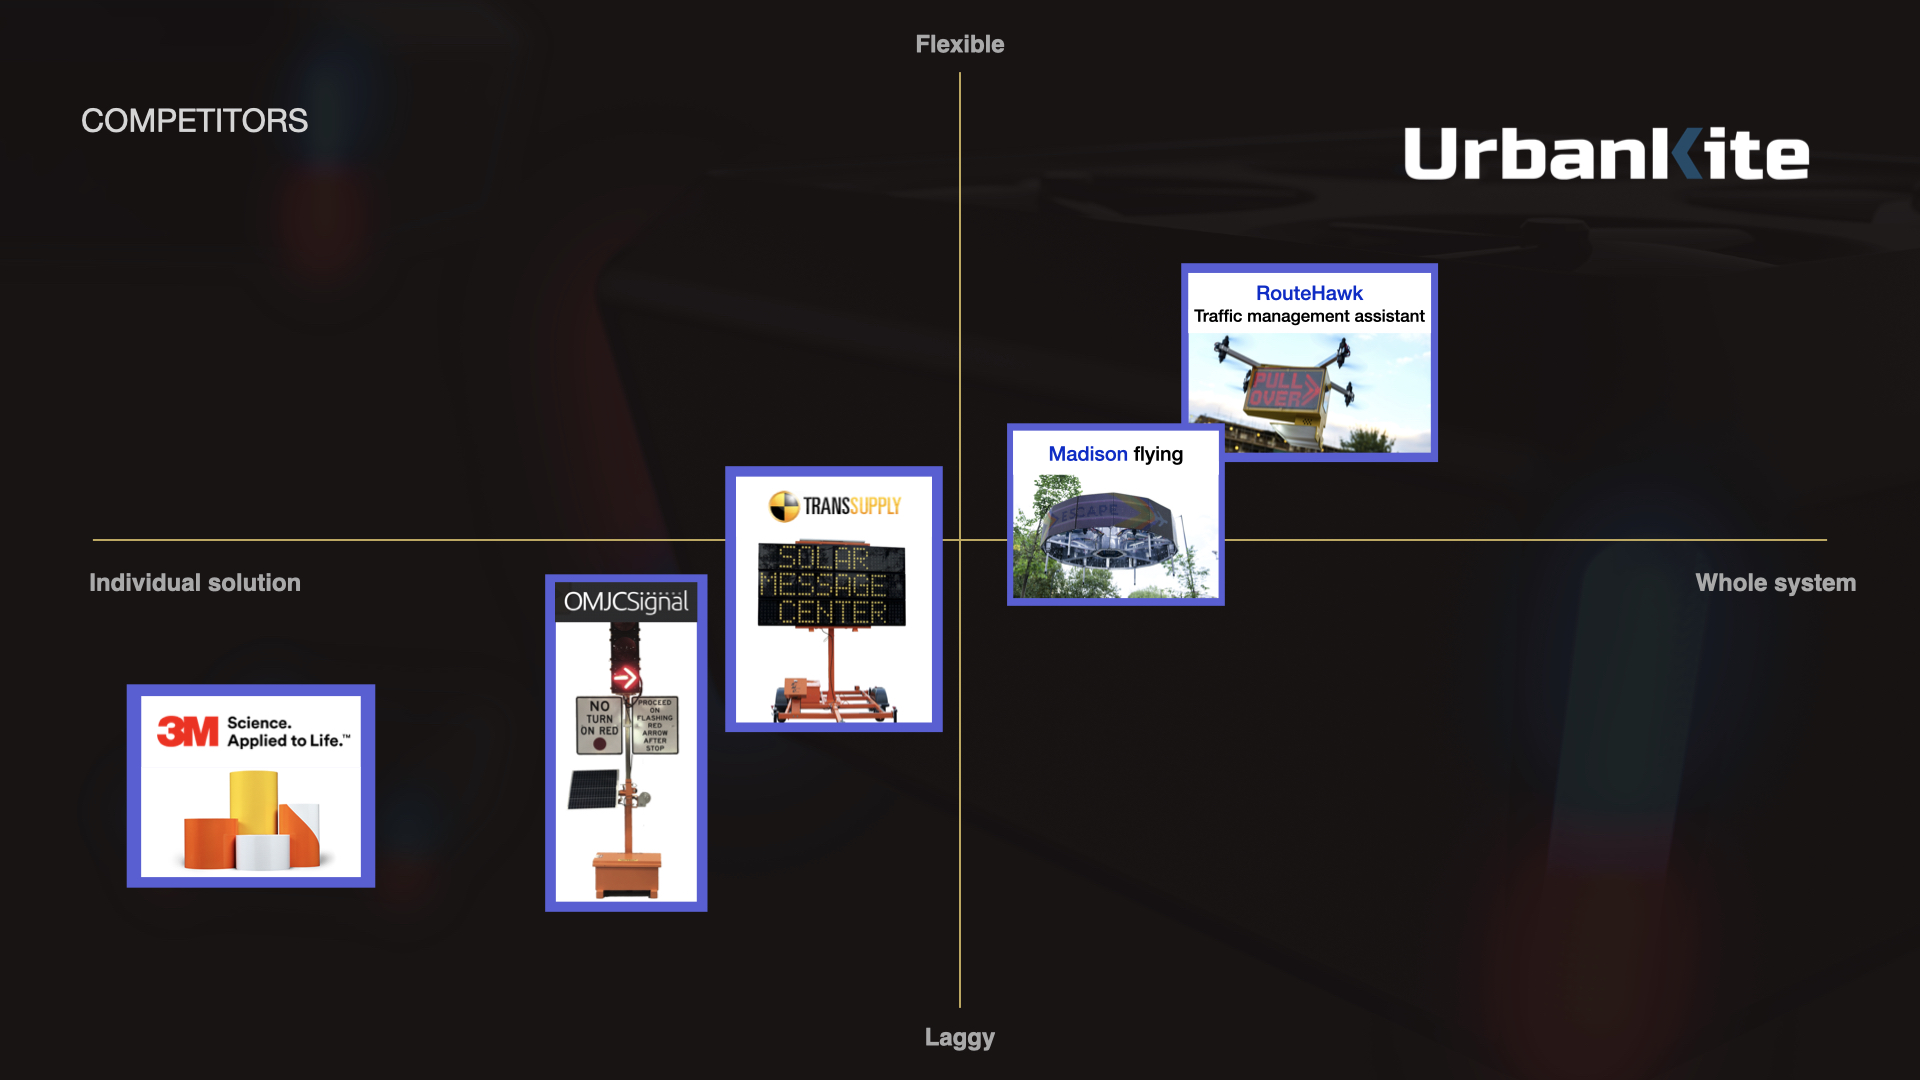 Flexible
COMPETITORS
UrbanKite
RouteHawk
Traffic management assistant
PULL
OVER
Madison flying
ESCAPE
TRANSSUPPLY
SOLAR
MESSAGE
CENTER
Individual solution
Whole system
OMJCSignal
NO
TURN
ON RED
PROCEED
ON
FLASHING
RED
ARROW
AFTER
STOP
3M Science.
Applied to Life.™
Laggy